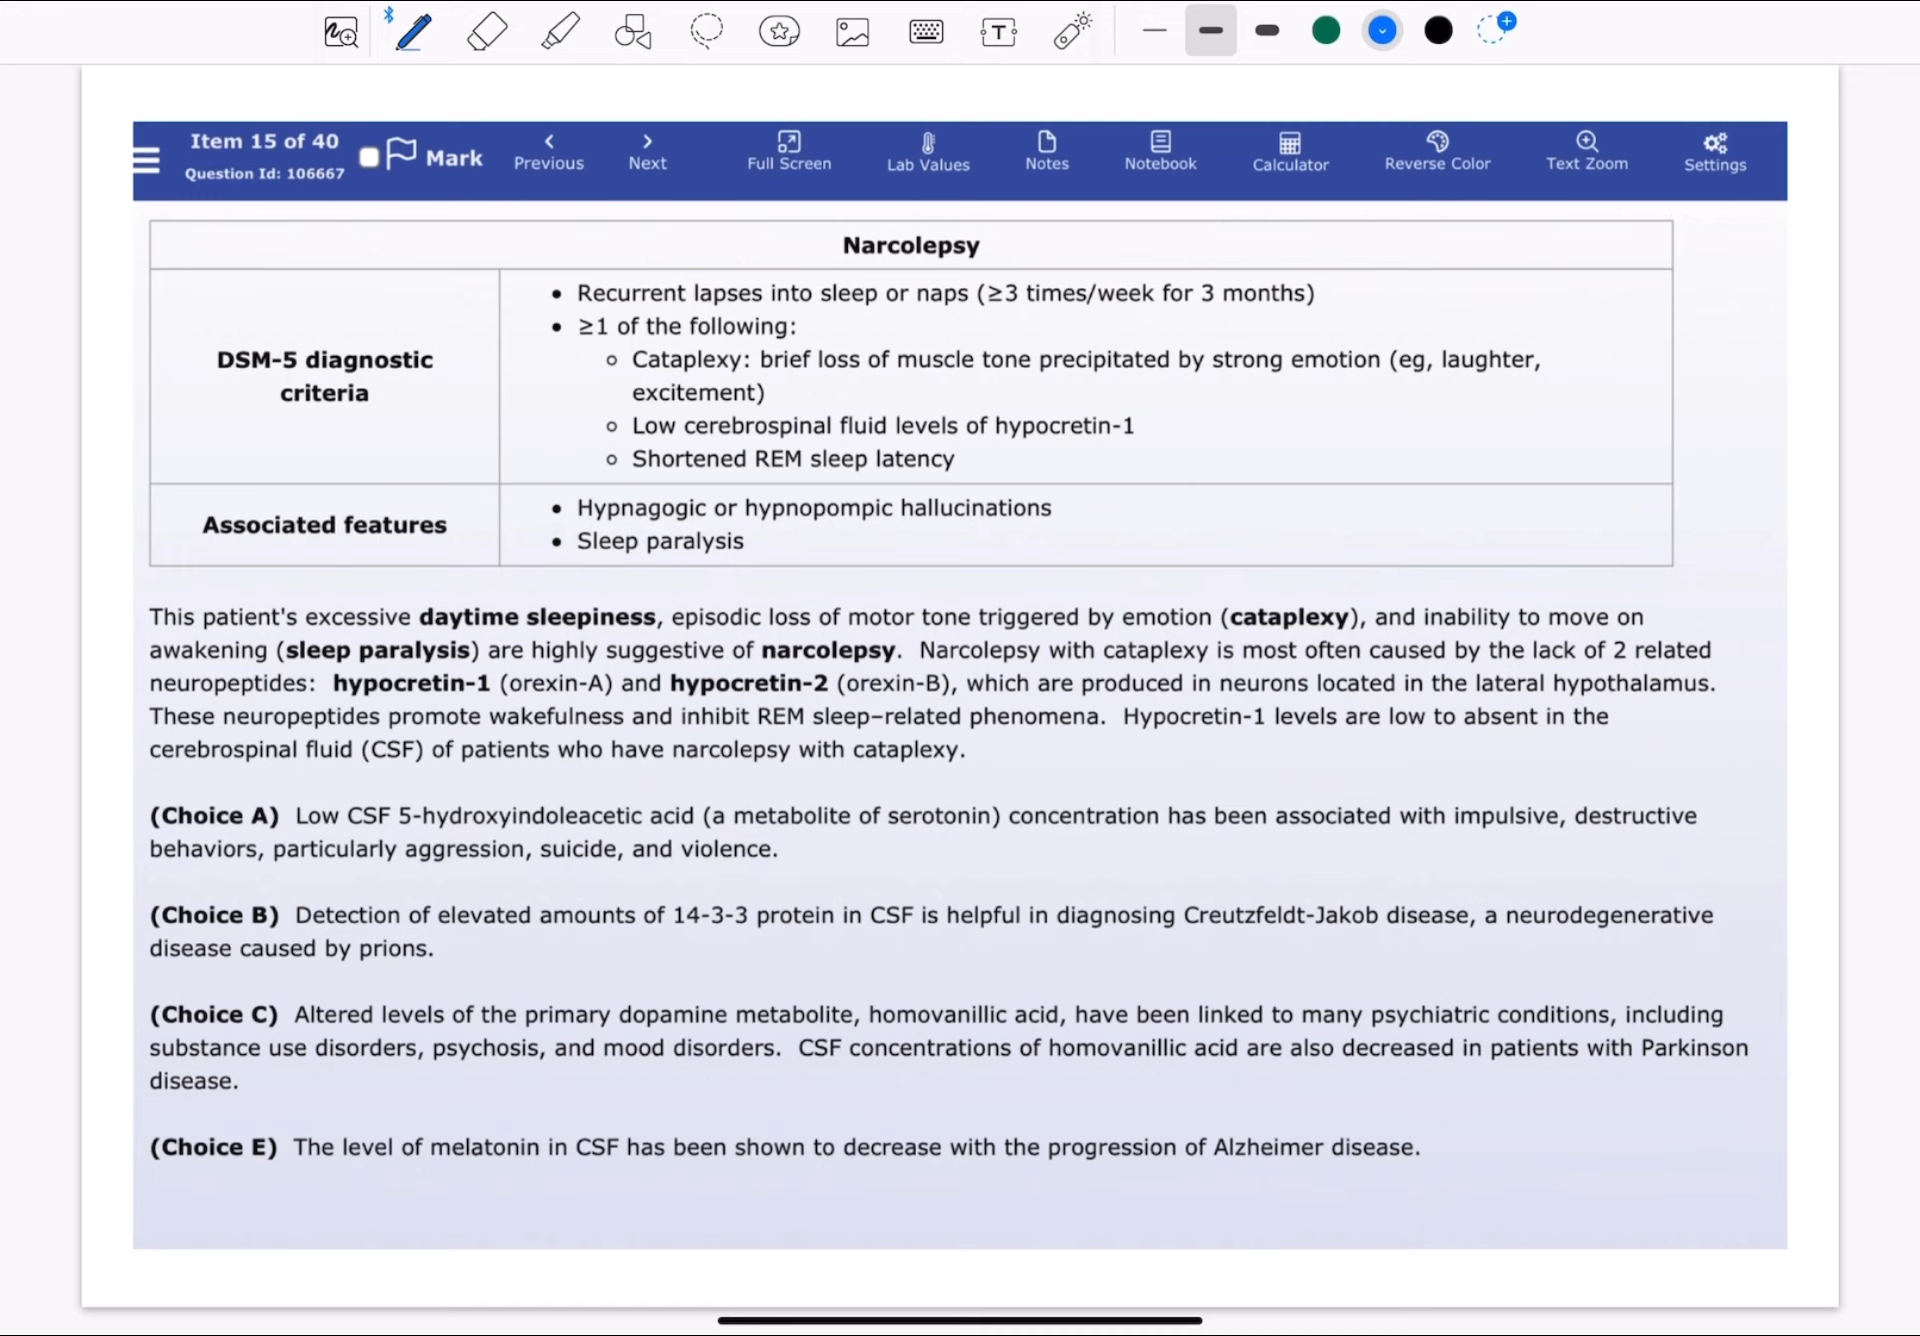 T
Item 15 of 40
Question Id: 106667
Mark
Previous
Next
Full Screen
Lab Values
Notes
Notebook
Calculator
Reverse Color
Text Zoom
Settings
Narcolepsy
DSM-5 diagnostic
criteria
• Recurrent lapses into sleep or naps (≥3 times/week for 3 months)
• ≥1 of the following:
o Cataplexy: brief loss of muscle tone precipitated by strong emotion (eg, laughter,
excitement)
o Low cerebrospinal fluid levels of hypocretin-1
o Shortened REM sleep latency
Associated features
• Hypnagogic or hypnopompic hallucinations
• Sleep paralysis
This patient's excessive daytime sleepiness, episodic loss of motor tone triggered by emotion (cataplexy), and inability to move on
awakening (sleep paralysis) are highly suggestive of narcolepsy.  Narcolepsy with cataplexy is most often caused by the lack of 2 related
neuropeptides:  hypocretin-1 (orexin-A) and hypocretin-2 (orexin-B), which are produced in neurons located in the lateral hypothalamus.
These neuropeptides promote wakefulness and inhibit REM sleep–related phenomena.  Hypocretin-1 levels are low to absent in the
cerebrospinal fluid (CSF) of patients who have narcolepsy with cataplexy.
(Choice A)  Low CSF 5-hydroxyindoleacetic acid (a metabolite of serotonin) concentration has been associated with impulsive, destructive
behaviors, particularly aggression, suicide, and violence.
(Choice B)  Detection of elevated amounts of 14-3-3 protein in CSF is helpful in diagnosing Creutzfeldt-Jakob disease, a neurodegenerative
disease caused by prions.
(Choice C)  Altered levels of the primary dopamine metabolite, homovanillic acid, have been linked to many psychiatric conditions, including
substance use disorders, psychosis, and mood disorders.  CSF concentrations of homovanillic acid are also decreased in patients with Parkinson
disease.
(Choice E)  The level of melatonin in CSF has been shown to decrease with the progression of Alzheimer disease.